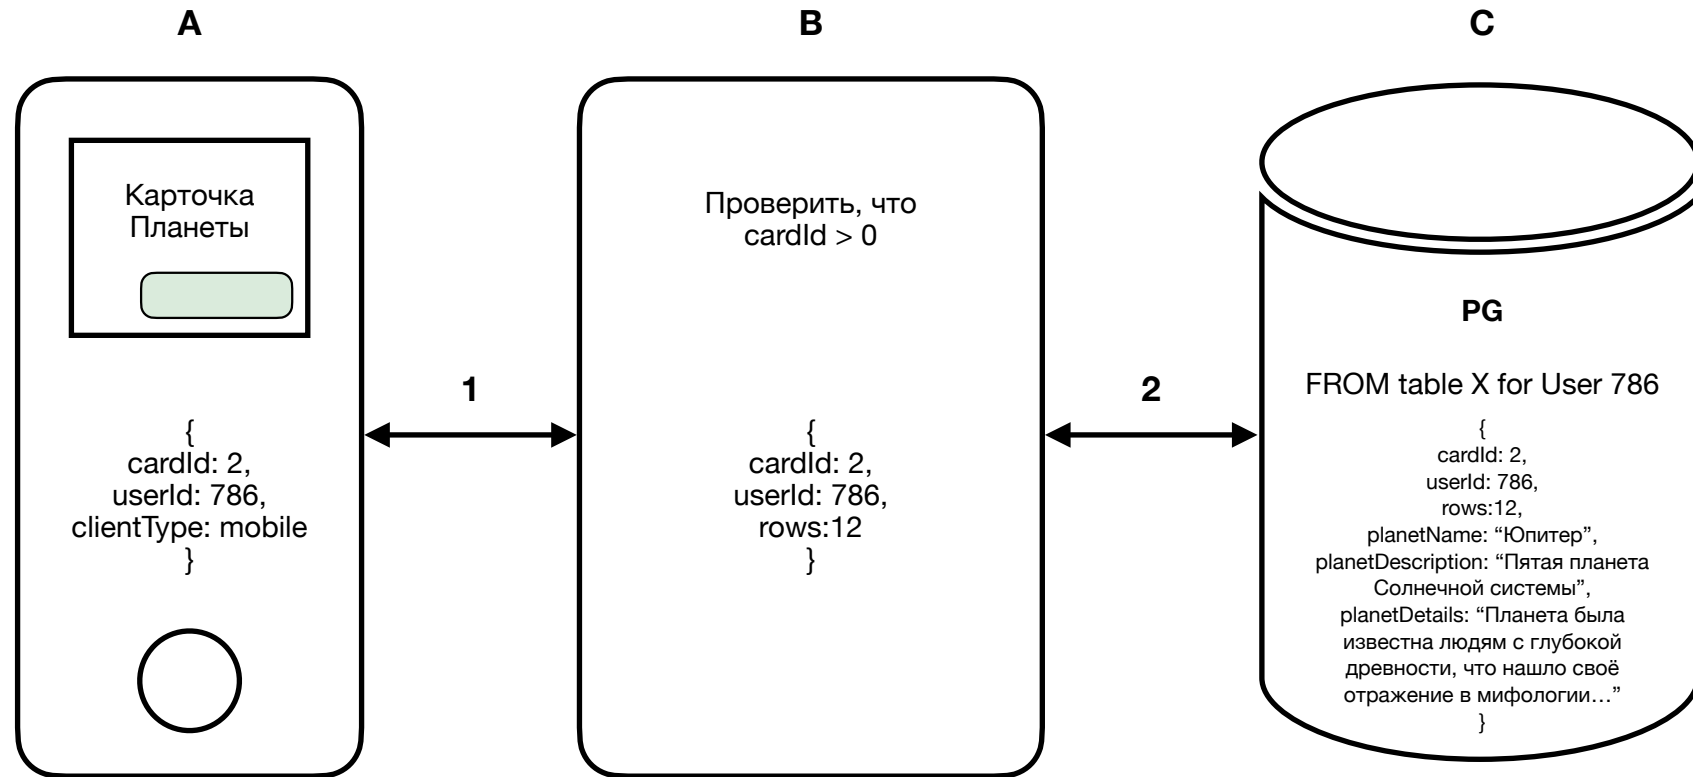 A
B
C
Карточка
Планеты
{
cardId: 2,
userId: 786,
clientType: mobile
}
1
Проверить, что
cardId > 0
{
cardId: 2,
userId: 786,
rows:12
}
2
PG
FROM table X for User 786
{
cardId: 2,
userId: 786,
rows:12,
planetName: “Юпитер”,
planetDescription: “Пятая планета
Солнечной системы”,
planetDetails: “Планета была
известна людям с глубокой
древности, что нашло своё
отражение в мифологии…”
}